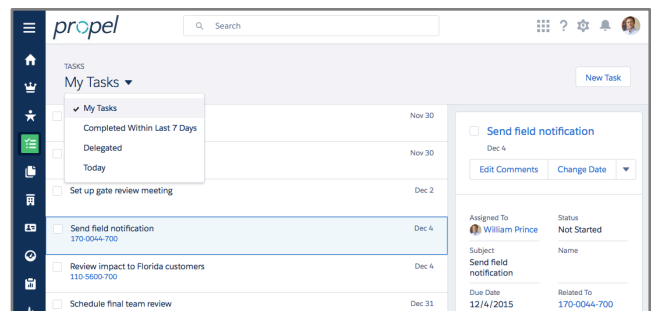 propel
Search
?
TASKS
My Tasks
New Task
My Tasks
Completed Within Last 7 Days
Delegated
Today
Nov 30
Nov 30
Set up gate review meeting
Dec 2
Send field notification
170-0044-700
Dec 4
Review impact to Florida customers
110-5600-700
Dec 4
Schedule final team review
Dec 31
Send field notification
Dec 4
Edit Comments
Change Date
Assigned To
William Prince
Status
Not Started
Subject
Send field
notification
Name
Due Date
12/4/2015
Related To
170-0044-700